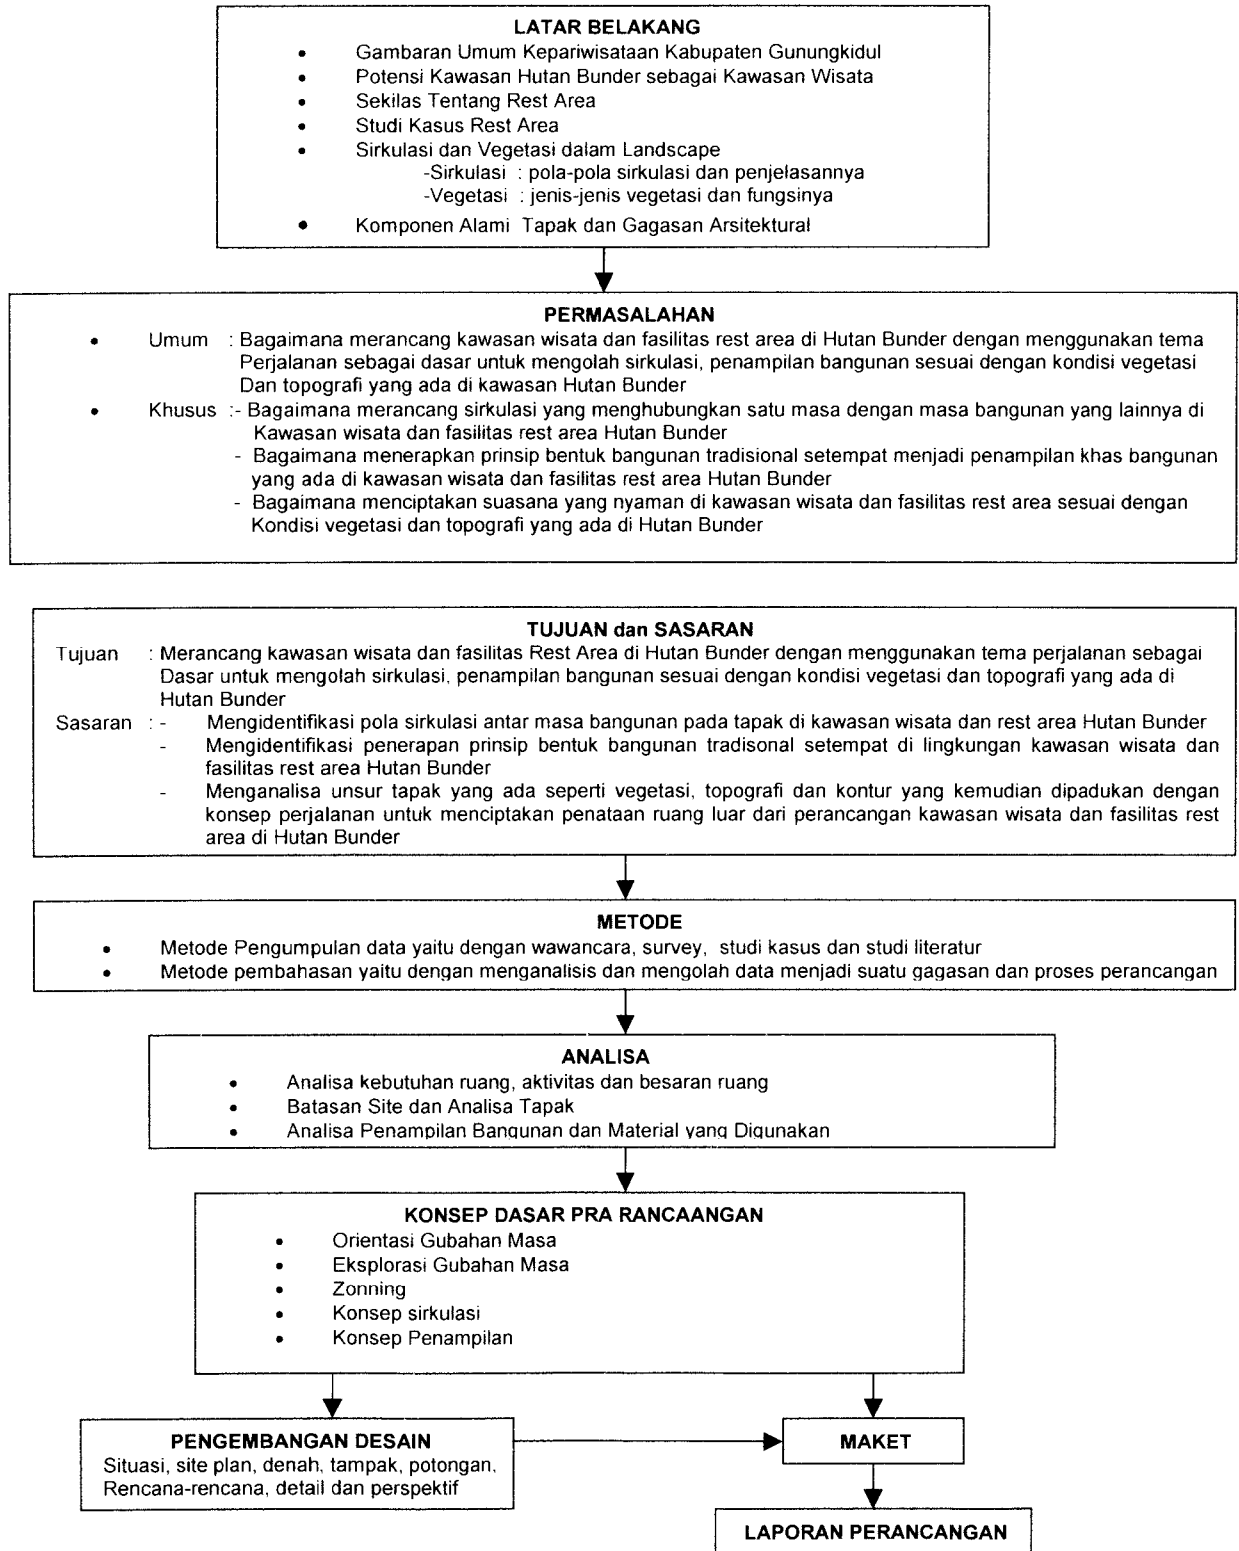 LATAR BELAKANG
• Gambaran Umum Kepariwisataan Kabupaten Gunungkidul
• Potensi Kawasan Hutan Bunder sebagai Kawasan Wisata
• Sekilas Tentang Rest Area
• Studi Kasus Rest Area
• Sirkulasi dan Vegetasi dalam Landscape
-Sirkulasi : pola-pola sirkulasi dan penjelasannya
-Vegetasi : jenis-jenis vegetasi dan fungsinya
• Komponen Alami Tapak dan Gagasan Arsitektural
PERMASALAHAN
• Umum : Bagaimana merancang kawasan wisata dan fasilitas rest area di Hutan Bunder dengan menggunakan tema
Perjalanan sebagai dasar untuk mengolah sirkulasi, penampilan bangunan sesuai dengan kondisi vegetasi
Dan topografi yang ada di kawasan Hutan Bunder
• Khusus :- Bagaimana merancang sirkulasi yang menghubungkan satu masa dengan masa bangunan yang lainnya di
Kawasan wisata dan fasilitas rest area Hutan Bunder
- Bagaimana menerapkan prinsip bentuk bangunan tradisional setempat menjadi penampilan khas bangunan
yang ada di kawasan wisata dan fasilitas rest area Hutan Bunder
- Bagaimana menciptakan suasana yang nyaman di kawasan wisata dan fasilitas rest area sesuai dengan
Kondisi vegetasi dan topografi yang ada di Hutan Bunder
TUJUAN dan SASARAN
Tujuan : Merancang kawasan wisata dan fasilitas Rest Area di Hutan Bunder dengan menggunakan tema perjalanan sebagai
Dasar untuk mengolah sirkulasi, penampilan bangunan sesuai dengan kondisi vegetasi dan topografi yang ada di
Hutan Bunder
Sasaran : - Mengidentifikasi pola sirkulasi antar masa bangunan pada tapak di kawasan wisata dan rest area Hutan Bunder
- Mengidentifikasi penerapan prinsip bentuk bangunan tradisonal setempat di lingkungan kawasan wisata dan
fasilitas rest area Hutan Bunder
- Menganalisa unsur tapak yang ada seperti vegetasi, topografi dan kontur yang kemudian dipadukan dengan
konsep perjalanan untuk menciptakan penataan ruang luar dari perancangan kawasan wisata dan fasilitas rest
area di Hutan Bunder
METODE
• Metode Pengumpulan data yaitu dengan wawancara, survey, studi kasus dan studi literatur
• Metode pembahasan yaitu dengan menganalisis dan mengolah data menjadi suatu gagasan dan proses perancangan
ANALISA
• Analisa kebutuhan ruang, aktivitas dan besaran ruang
• Batasan Site dan Analisa Tapak
• Analisa Penampilan Bangunan dan Material yang Digunakan
KONSEP DASAR PRA RANCAANGAN
• Orientasi Gubahan Masa
• Eksplorasi Gubahan Masa
• Zonning
• Konsep sirkulasi
• Konsep Penampilan
PENGEMBANGAN DESAIN
Situasi, site plan, denah, tampak, potongan,
Rencana-rencana, detail dan perspektif
MAKET
LAPORAN PERANCANGAN